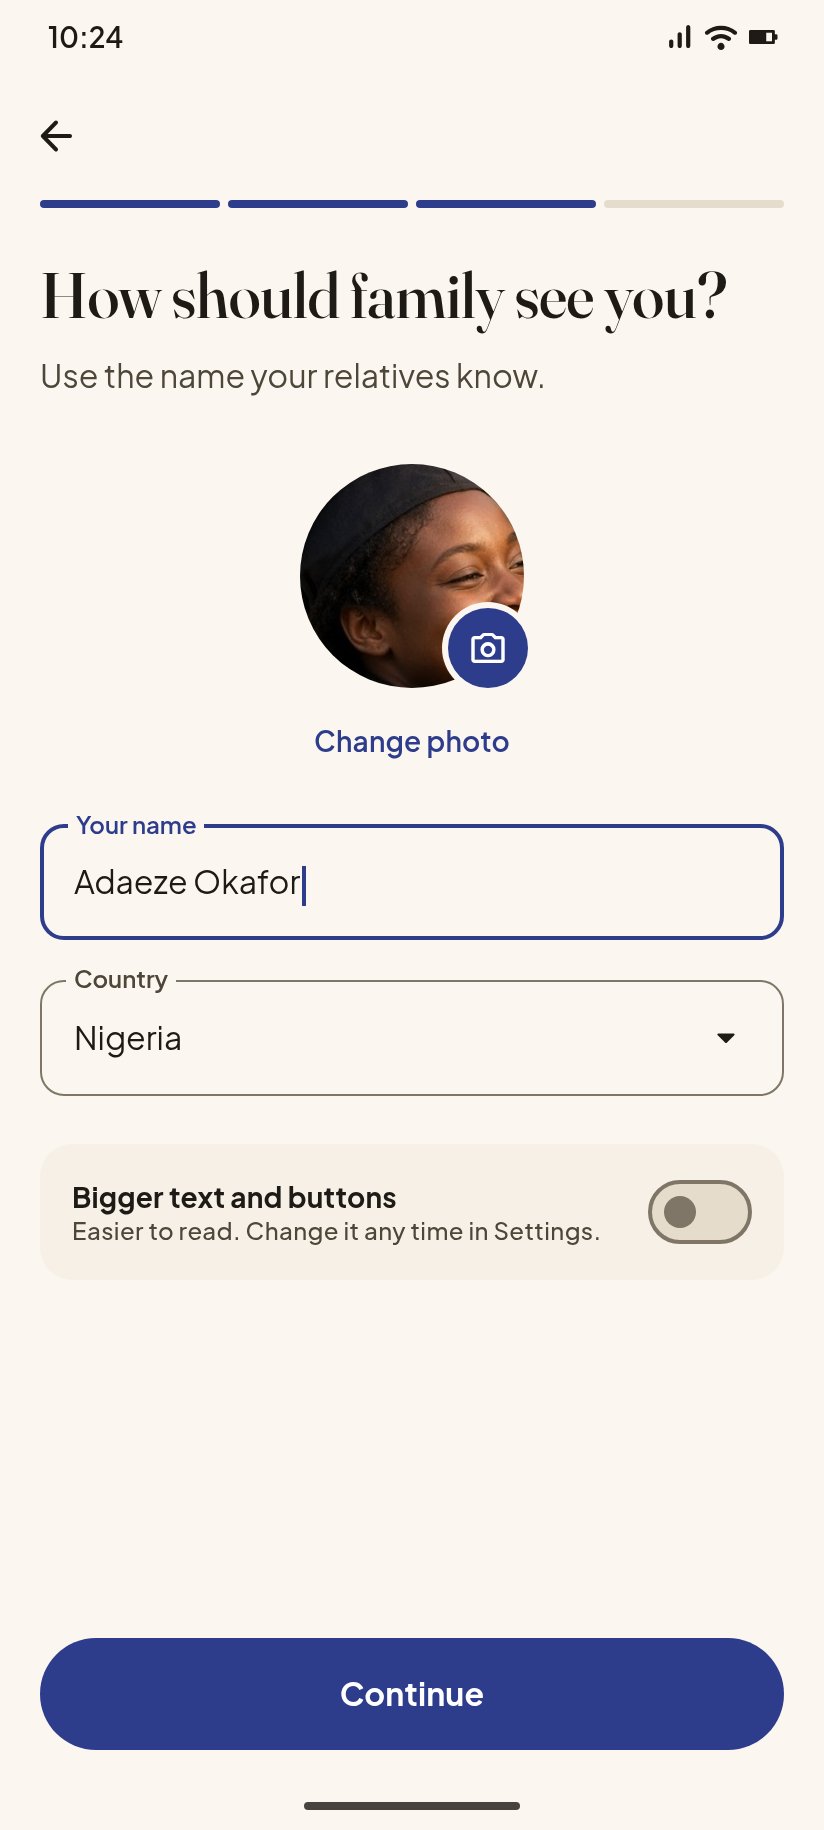 10:24
How should family see you?
Use the name your relatives know.
Change photo
Your name
Adaeze Okafor
Country
Nigeria
Bigger text and buttons
Easier to read. Change it any time in Settings.
Continue